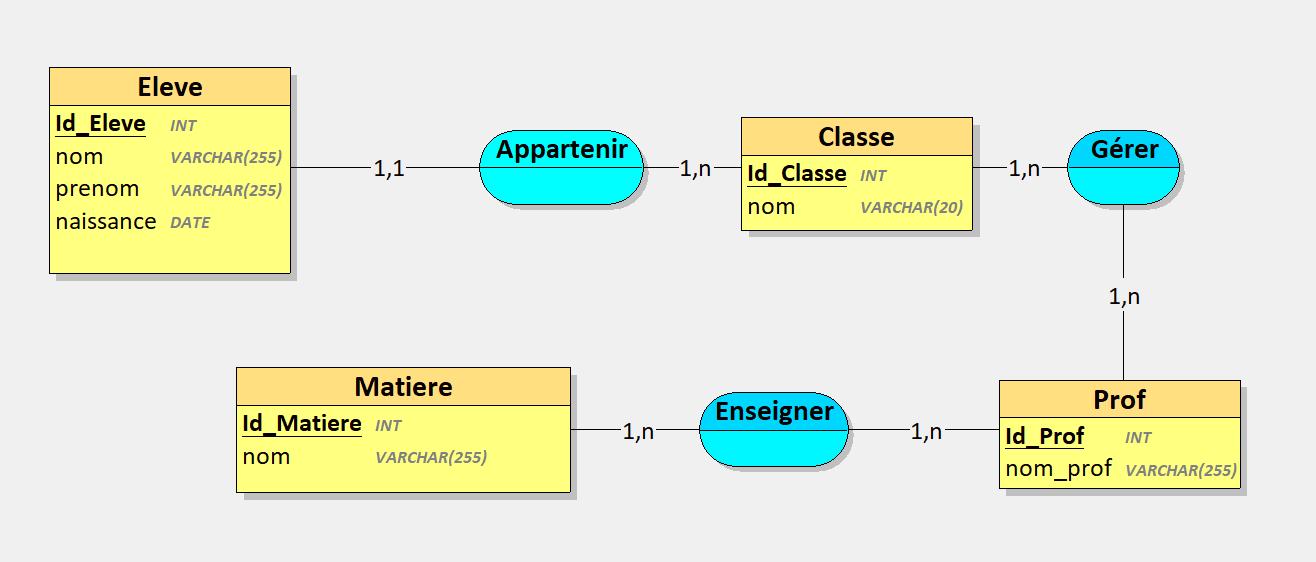 Eleve
Id_Eleve INT
nom VARCHAR(255)
prenom VARCHAR(255)
naissance DATE
1,1
Appartenir
1,n
Classe
Id_Classe INT
nom VARCHAR(20)
1,n
Gérer
1,n
Matiere
Id_Matiere INT
nom VARCHAR(255)
1,n
Enseigner
1,n
Prof
Id_Prof INT
nom_prof VARCHAR(255)